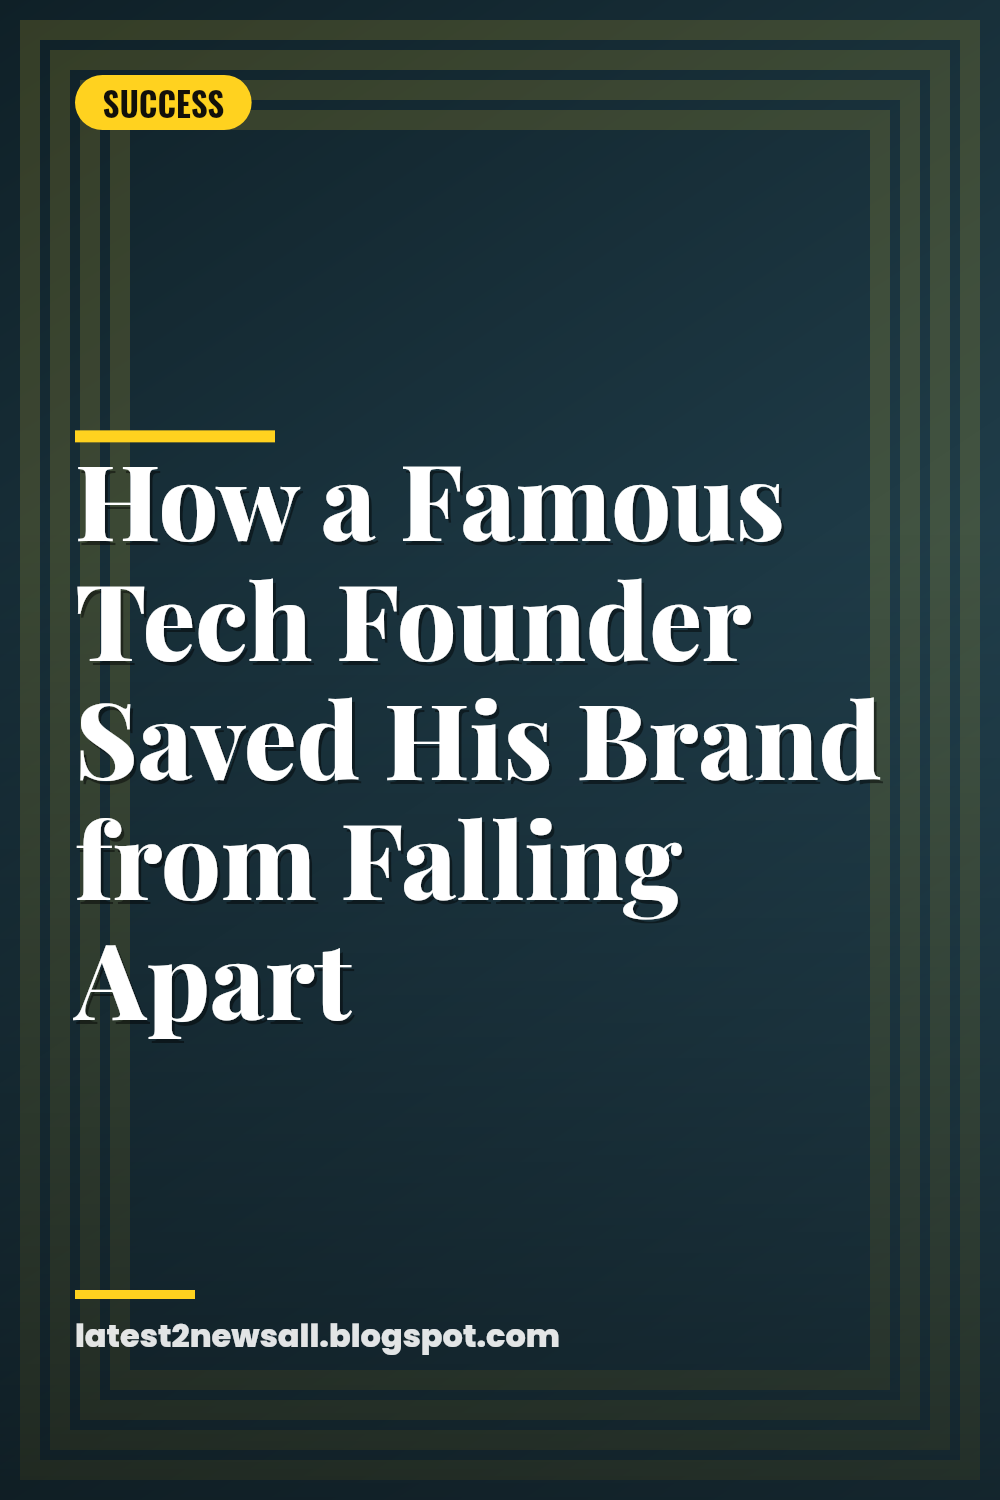 SUCCESS
How a Famous
Tech Founder
Saved His Brand
from Falling
Apart
latest2newsall.blogspot.com